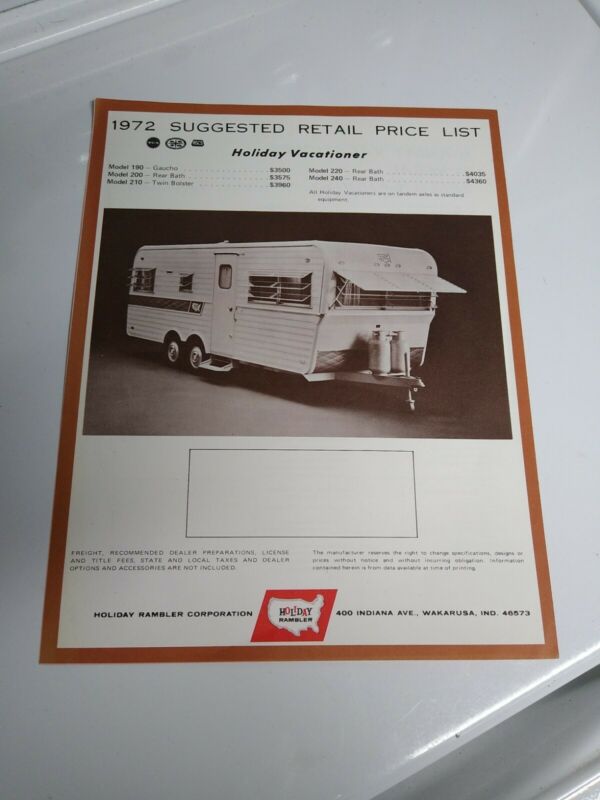 1972 SUGGESTED RETAIL PRICE LIST
Holiday Vacationer
Model 190 — Gaucho . . . . . . . . . . . . . . . . . . . . $3500
Model 200 — Rear Bath . . . . . . . . . . . . . . . . . . $3575
Model 210 — Twin Bolster . . . . . . . . . . . . . . . . $3960
Model 220 — Rear Bath . . . . . . . . . . . . . . . . . . $4035
Model 240 — Rear Bath . . . . . . . . . . . . . . . . . . $4360
All Holiday Vacationers are on tandem axles as standard
equipment.
FREIGHT, RECOMMENDED DEALER PREPARATIONS, LICENSE
AND TITLE FEES, STATE AND LOCAL TAXES AND DEALER
OPTIONS AND ACCESSORIES ARE NOT INCLUDED.
The manufacturer reserves the right to change specifications, designs or
prices without notice and without incurring obligation. Information
contained herein is from data available at time of printing.
HOLIDAY RAMBLER CORPORATION
HOLIDAY
RAMBLER
400 INDIANA AVE., WAKARUSA, IND. 46573